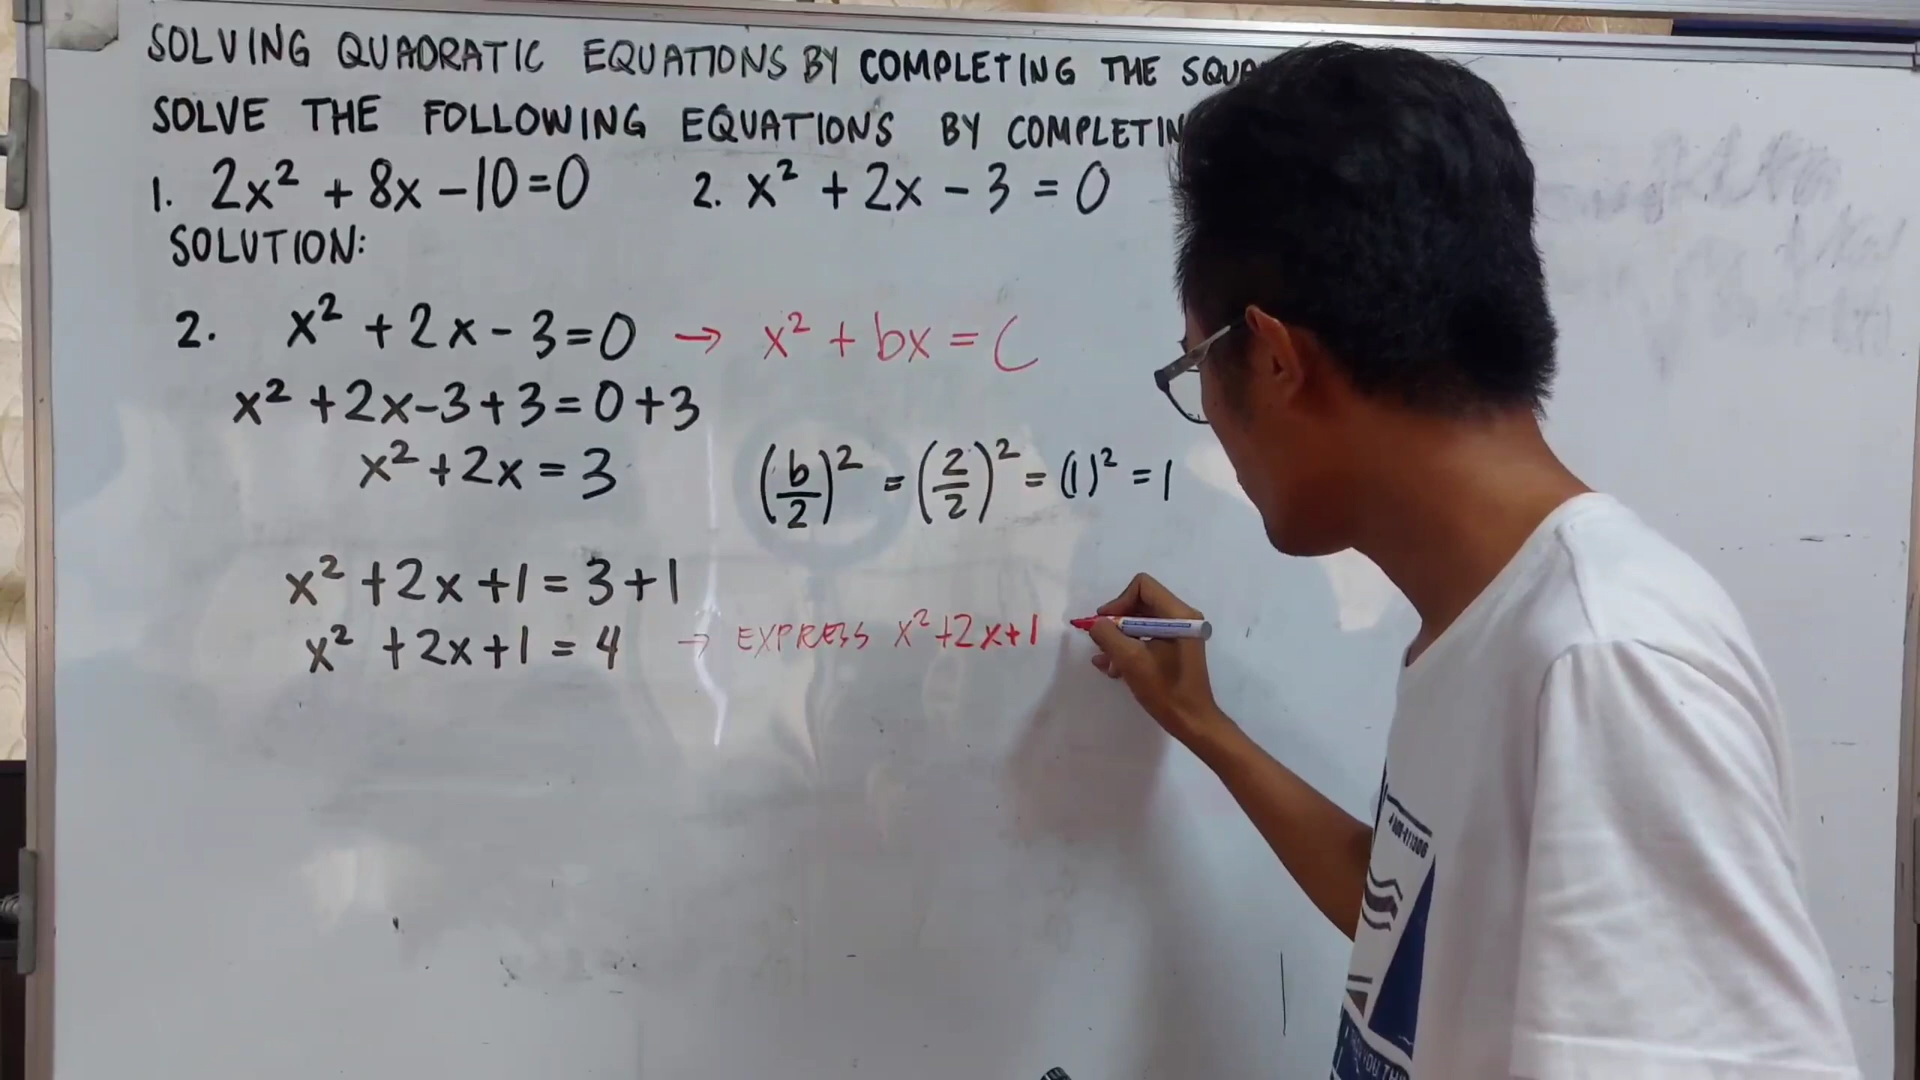 SOLVING QUADRATIC EQUATIONS BY COMPLETING THE
SOLVE THE FOLLOWING EQUATIONS BY
1. 2x² + 8x - 10 = 0 2. x² + 2x - 3 = 0
SOLUTION:
2. x² + 2x - 3 = 0 → x² + bx = C
x² + 2x - 3 + 3 = 0 + 3
x² + 2x = 3 (b/2)² = (2/2)² = (1)² = 1
x² + 2x + 1 = 3 + 1
x² + 2x + 1 = 4 → EXPRESS x² + 2x + 1